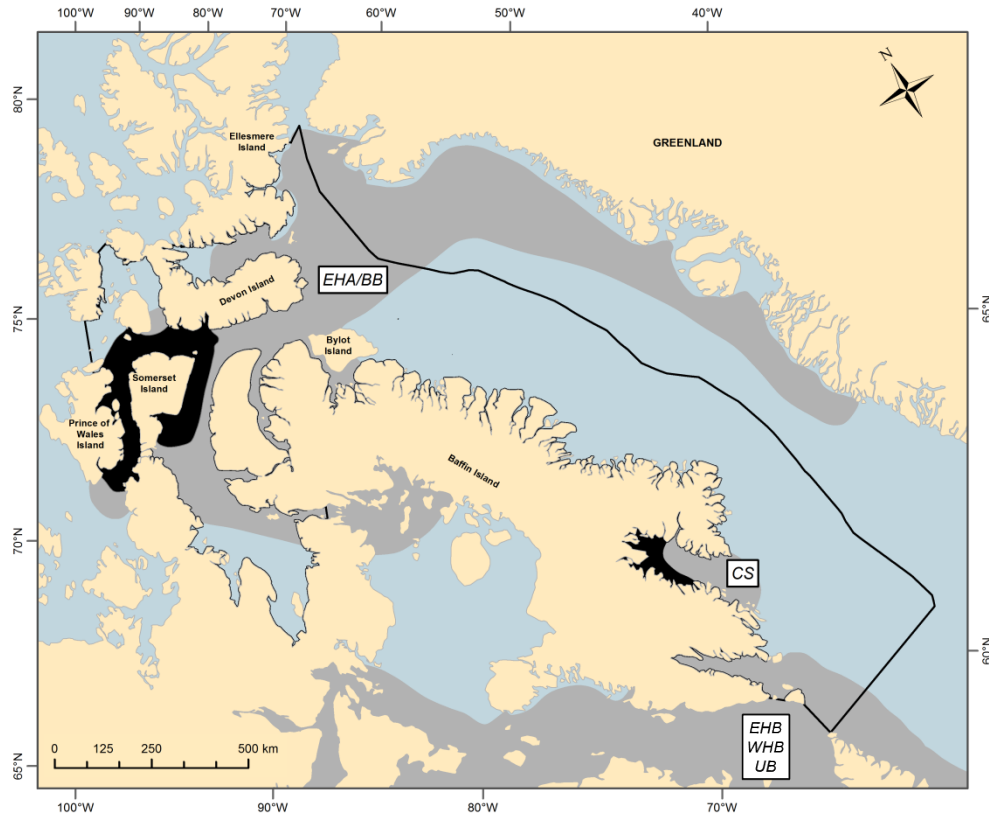 100°W 90°W 80°W 70°W 60°W 50°W 40°W
80°N
N
Ellesmere
Island
GREENLAND
EHA/BB
Devon Island
75°N
65°N
Bylot
Island
Somerset
Island
Prince of
Wales
Island
Baffin Island
70°N
CS
60°N
EHB
WHB
UB
0 125 250 500 km
65°N
100°W 90°W 80°W 70°W